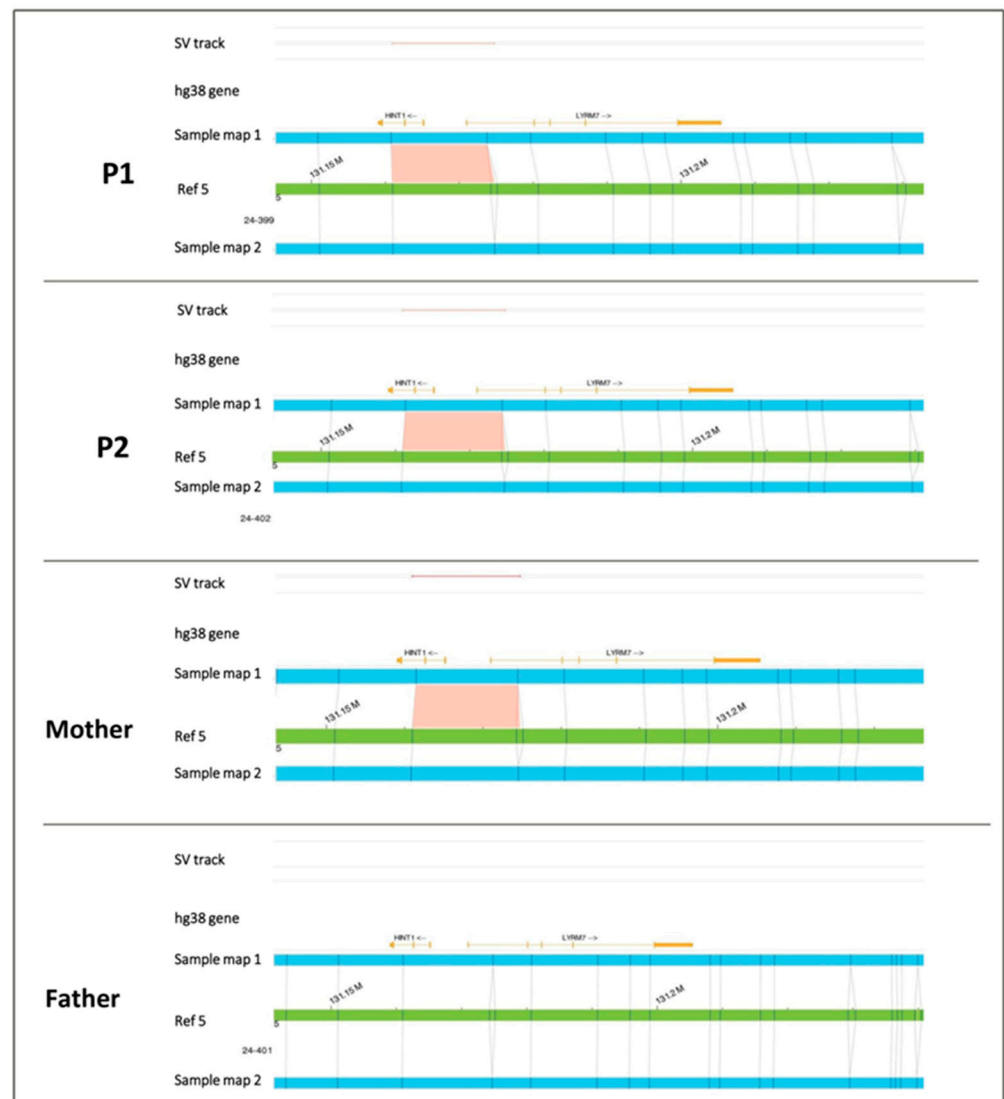 SV track
hg38 gene
HINT1 <--
LYRM7 -->
Sample map 1
P1
131.15 M
131.2 M
Ref 5
5
24-399
Sample map 2
SV track
hg38 gene
HINT1 <--
LYRM7 -->
Sample map 1
P2
131.15 M
131.2 M
Ref 5
5
Sample map 2
24-402
SV track
hg38 gene
HINT1 <--
LYRM7 -->
Sample map 1
131.15 M
131.2 M
Mother
Ref 5
5
Sample map 2
SV track
hg38 gene
HINT1 <--
LYRM7 -->
Sample map 1
131.15 M
131.2 M
Father
Ref 5
5
24-401
Sample map 2